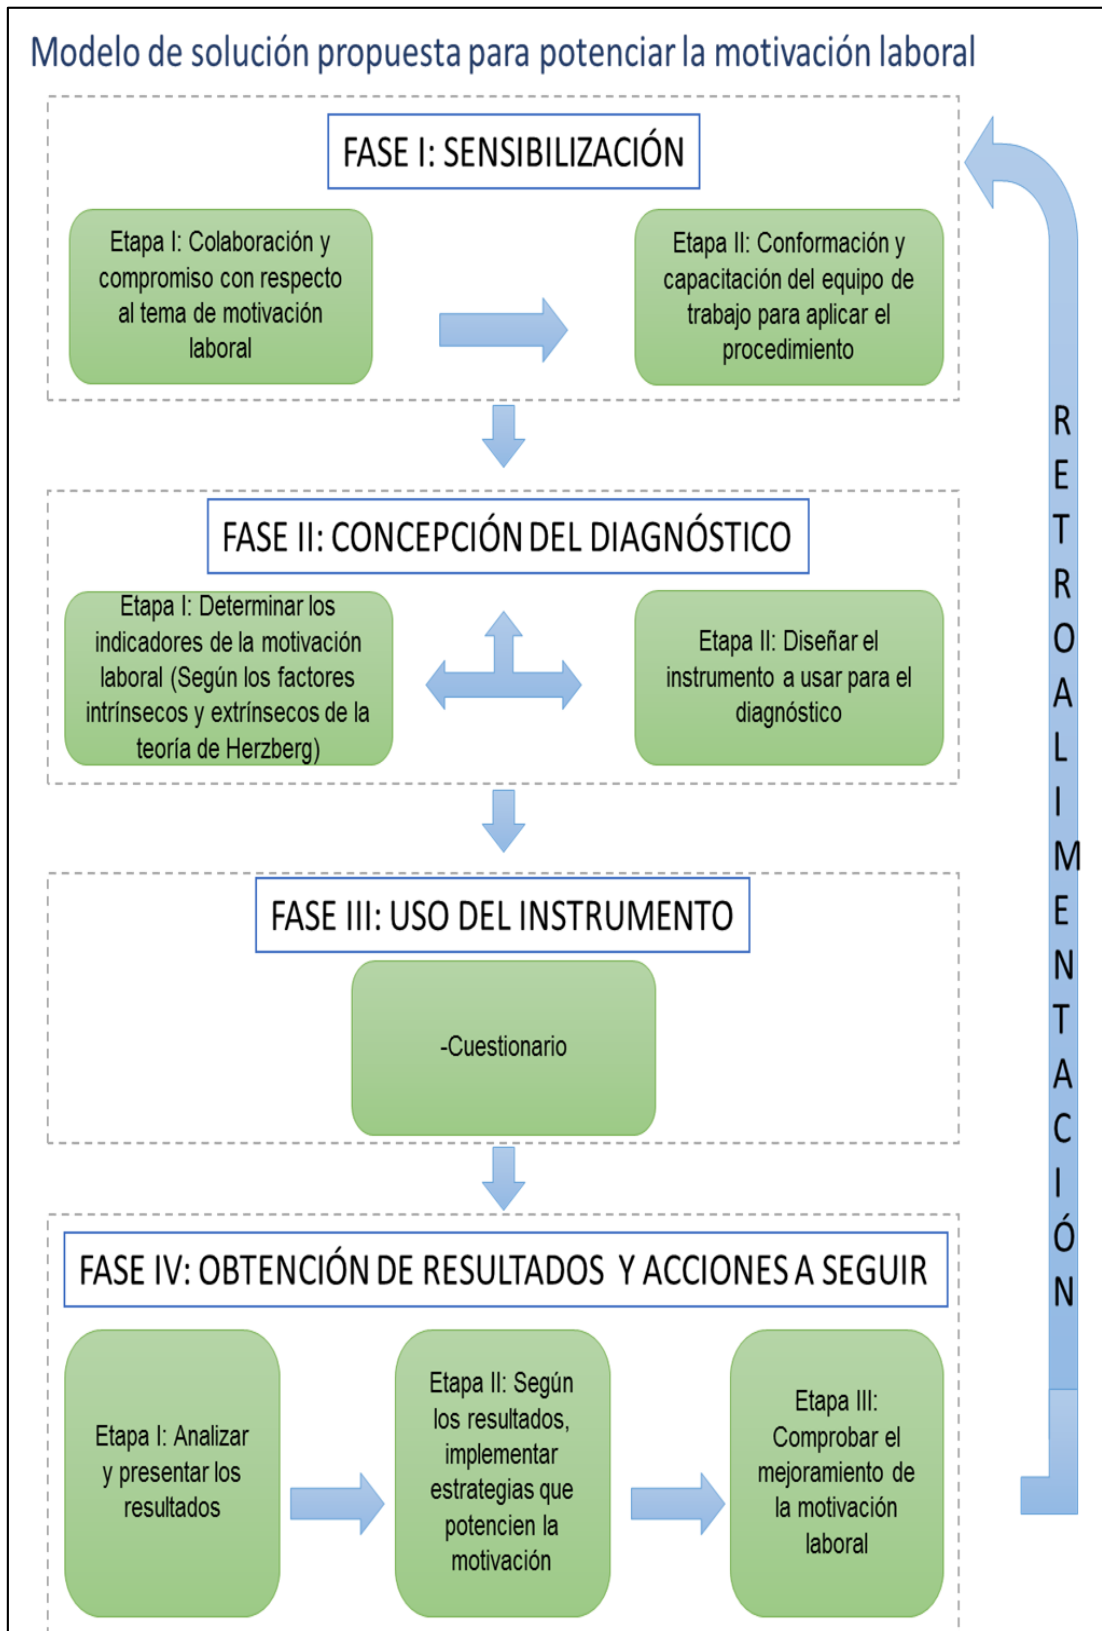 Modelo de solución propuesta para potenciar la motivación laboral
FASE I: SENSIBILIZACIÓN
Etapa I: Colaboración y
compromiso con respecto
al tema de motivación
laboral
Etapa II: Conformación y
capacitación del equipo de
trabajo para aplicar el
procedimiento
FASE II: CONCEPCIÓN DEL DIAGNÓSTICO
Etapa I: Determinar los
indicadores de la motivación
laboral (Según los factores
intrínsecos y extrínsecos de la
teoría de Herzberg)
Etapa II: Diseñar el
instrumento a usar para el
diagnóstico
FASE III: USO DEL INSTRUMENTO
-Cuestionario
FASE IV: OBTENCIÓN DE RESULTADOS Y ACCIONES A SEGUIR
Etapa I: Analizar
y presentar los
resultados
Etapa II: Según
los resultados,
implementar
estrategias que
potencien la
motivación
Etapa III:
Comprobar el
mejoramiento de
la motivación
laboral
RETROALIMENTACIÓN